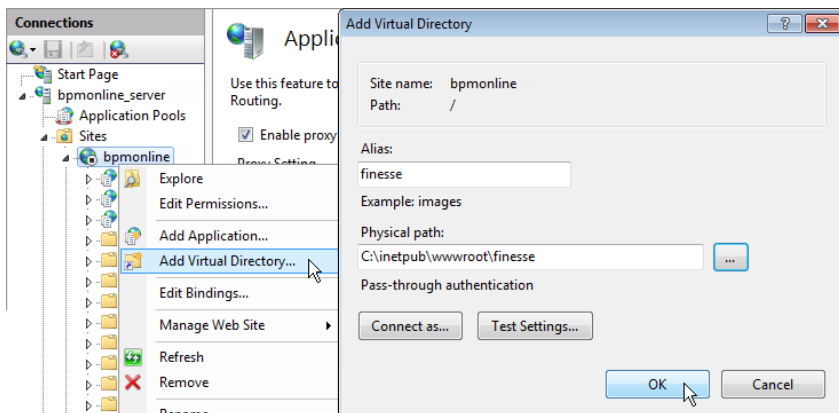 Connections
Start Page
bpmonline_server
Application Pools
Sites
bpmonline
Use this feature to
Routing.
Enable proxy
Explore
Edit Permissions...
Add Application...
Add Virtual Directory...
Edit Bindings...
Manage Web Site
Refresh
Remove
Add Virtual Directory
Site name: bpmonline
Path: /
Alias:
finesse
Example: images
Physical path:
C:\inetpub\wwwroot\finesse
...
Pass-through authentication
Connect as...
Test Settings...
OK
Cancel